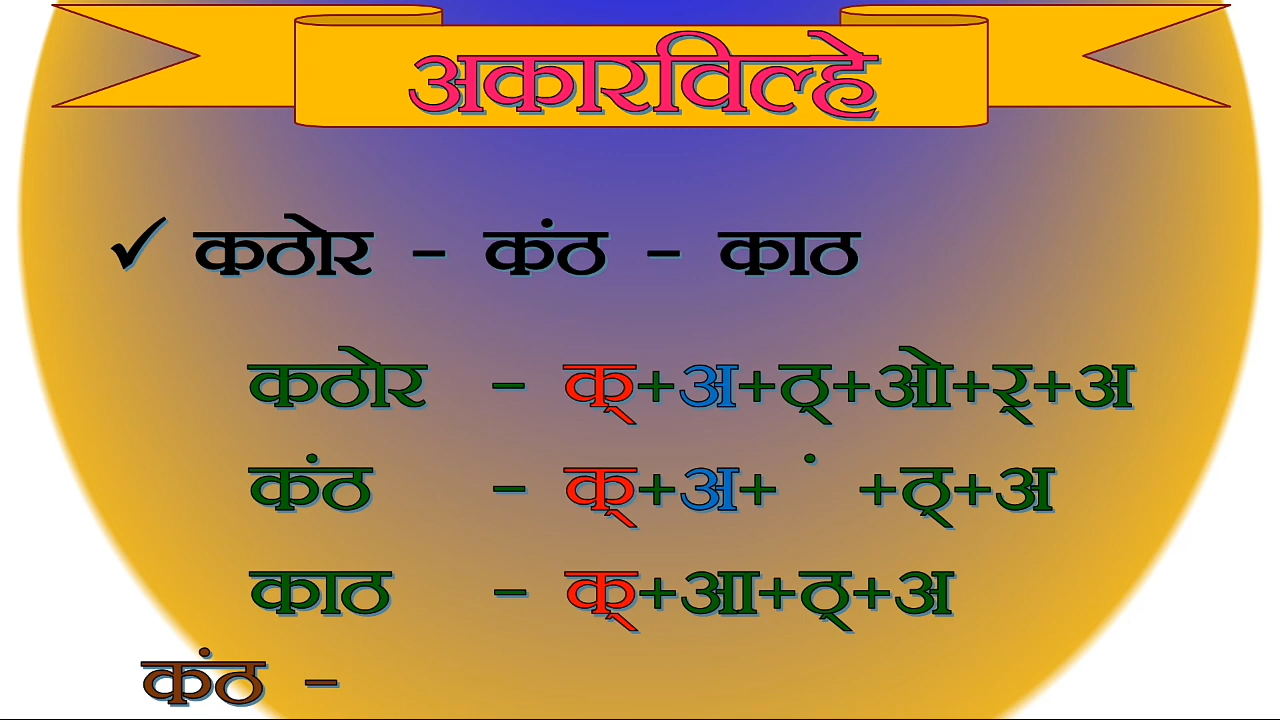 अकारविल्हे
✓ कठोर - कंठ - काठ
कठोर - क्+अ+ठ्+ओ+र्+अ
कंठ - क्+अ+ ं +ठ्+अ
काठ - क्+आ+ठ्+अ
कंठ -